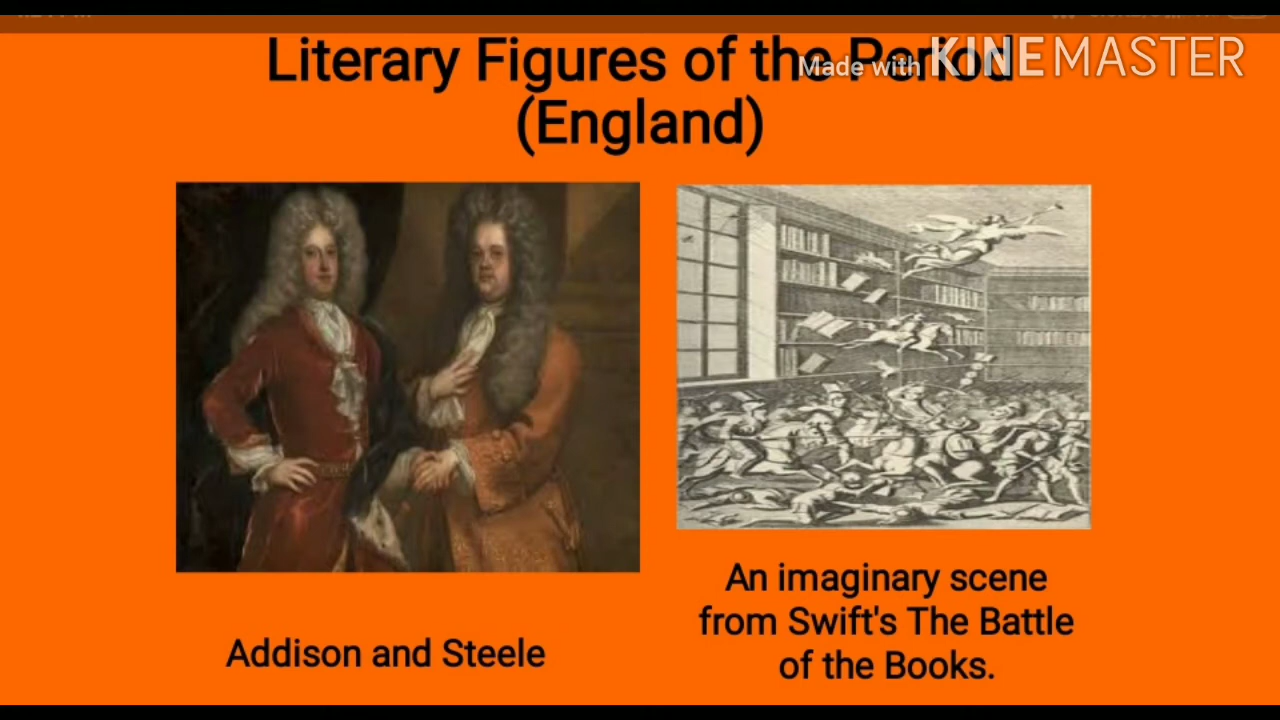 Literary Figures of the Period
Made with KINEMASTER
(England)
Addison and Steele
An imaginary scene
from Swift's The Battle
of the Books.